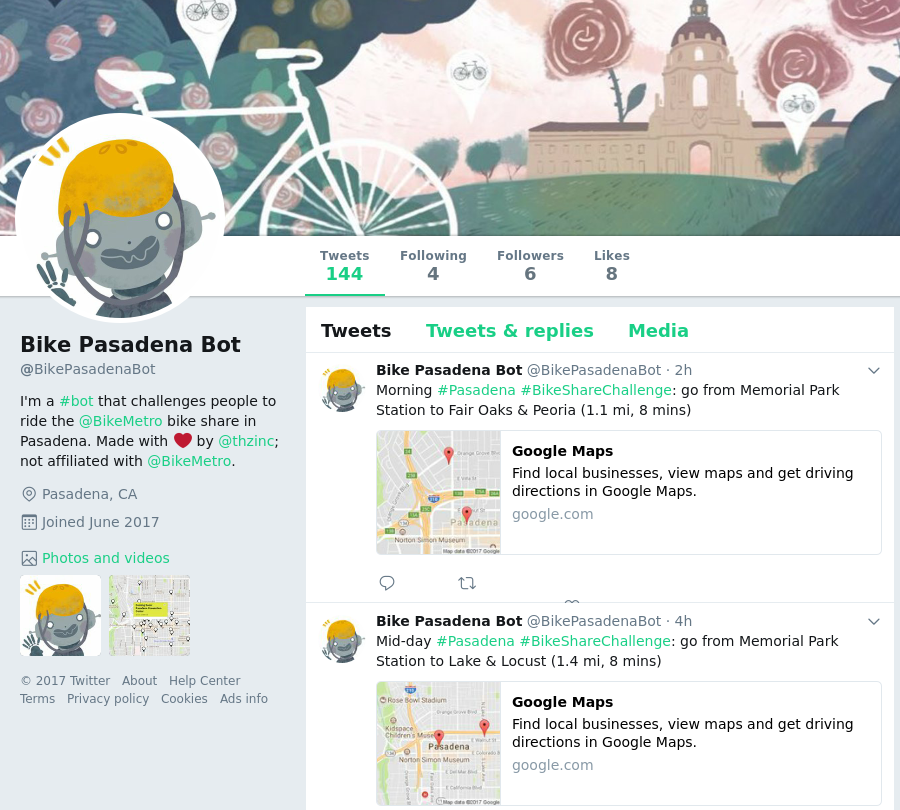 Tweets Following Followers Likes
144 4 6 8
Bike Pasadena Bot
@BikePasadenaBot
I'm a #bot that challenges people to
ride the @BikeMetro bike share in
Pasadena. Made with ❤ by @thzinc;
not affiliated with @BikeMetro.
Pasadena, CA
Joined June 2017
Photos and videos
© 2017 Twitter About Help Center
Terms Privacy policy Cookies Ads info
Tweets Tweets & replies Media
Bike Pasadena Bot @BikePasadenaBot · 2h
Morning #Pasadena #BikeShareChallenge: go from Memorial Park
Station to Fair Oaks & Peoria (1.1 mi, 8 mins)
Pasadena
Norton Simon Museum
Map data ©2017 Google
Google Maps
Find local businesses, view maps and get driving
directions in Google Maps.
google.com
Bike Pasadena Bot @BikePasadenaBot · 4h
Mid-day #Pasadena #BikeShareChallenge: go from Memorial Park
Station to Lake & Locust (1.4 mi, 8 mins)
Rose Bowl Stadium
Kidspace
Children's Museum
Pasadena
Norton Simon Museum
Map data ©2017 Google
Google Maps
Find local businesses, view maps and get driving
directions in Google Maps.
google.com